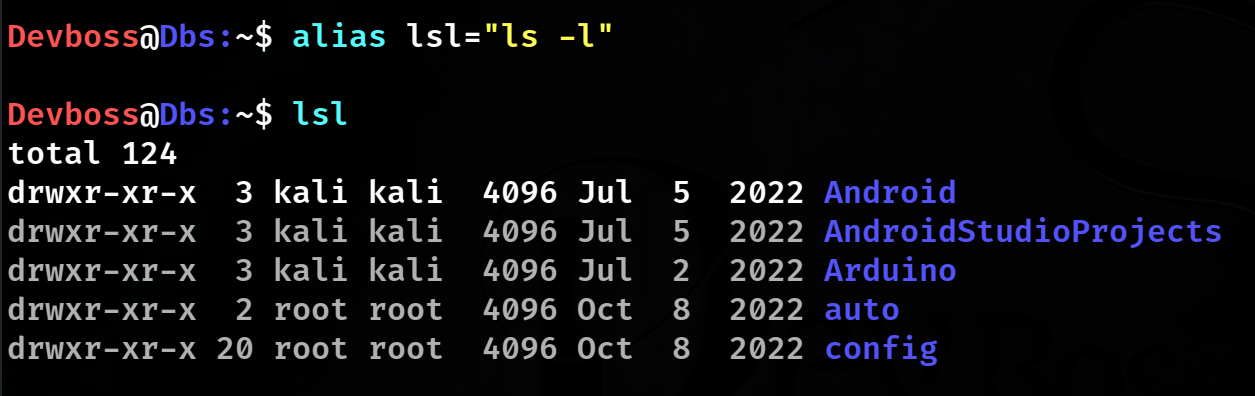 Devboss@Dbs:~$ alias lsl="ls -l"
Devboss@Dbs:~$ lsl
total 124
drwxr-xr-x  3 kali kali  4096 Jul  5  2022 Android
drwxr-xr-x  3 kali kali  4096 Jul  5  2022 AndroidStudioProjects
drwxr-xr-x  3 kali kali  4096 Jul  2  2022 Arduino
drwxr-xr-x  2 root root  4096 Oct  8  2022 auto
drwxr-xr-x 20 root root  4096 Oct  8  2022 config